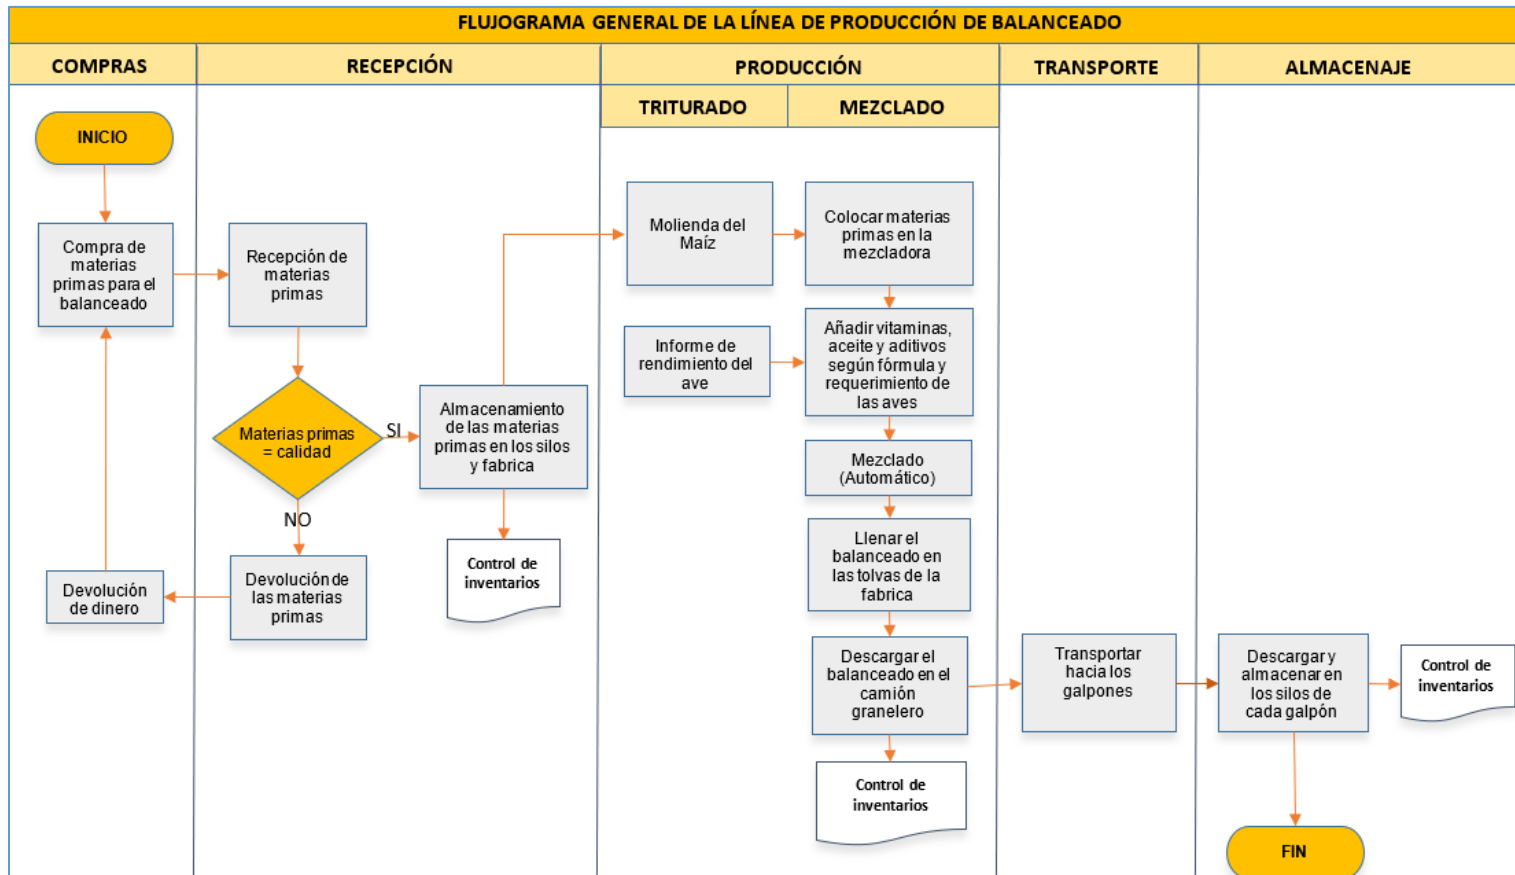 FLUJOGRAMA GENERAL DE LA LÍNEA DE PRODUCCIÓN DE BALANCEADO
COMPRAS
RECEPCIÓN
PRODUCCIÓN
TRANSPORTE
ALMACENAJE
TRITURADO
MEZCLADO
INICIO
Compra de
materias
primas para el
balanceado
Recepción de
materias
primas
Materias primas
= calidad
SI
NO
Almacenamiento
de las materias
primas en los silos
y fabrica
Control de
inventarios
Devolución de
las materias
primas
Devolución
de dinero
Molienda del
Maíz
Colocar materias
primas en la
mezcladora
Informe de
rendimiento del
ave
Añadir vitaminas,
aceite y aditivos
según fórmula y
requerimiento de
las aves
Mezclado
(Automático)
Llenar el
balanceado en
las tolvas de la
fabrica
Descargar el
balanceado en el
camión
granelero
Control de
inventarios
Transportar
hacia los
galpones
Descargar y
almacenar en
los silos de
cada galpón
Control de
inventarios
FIN